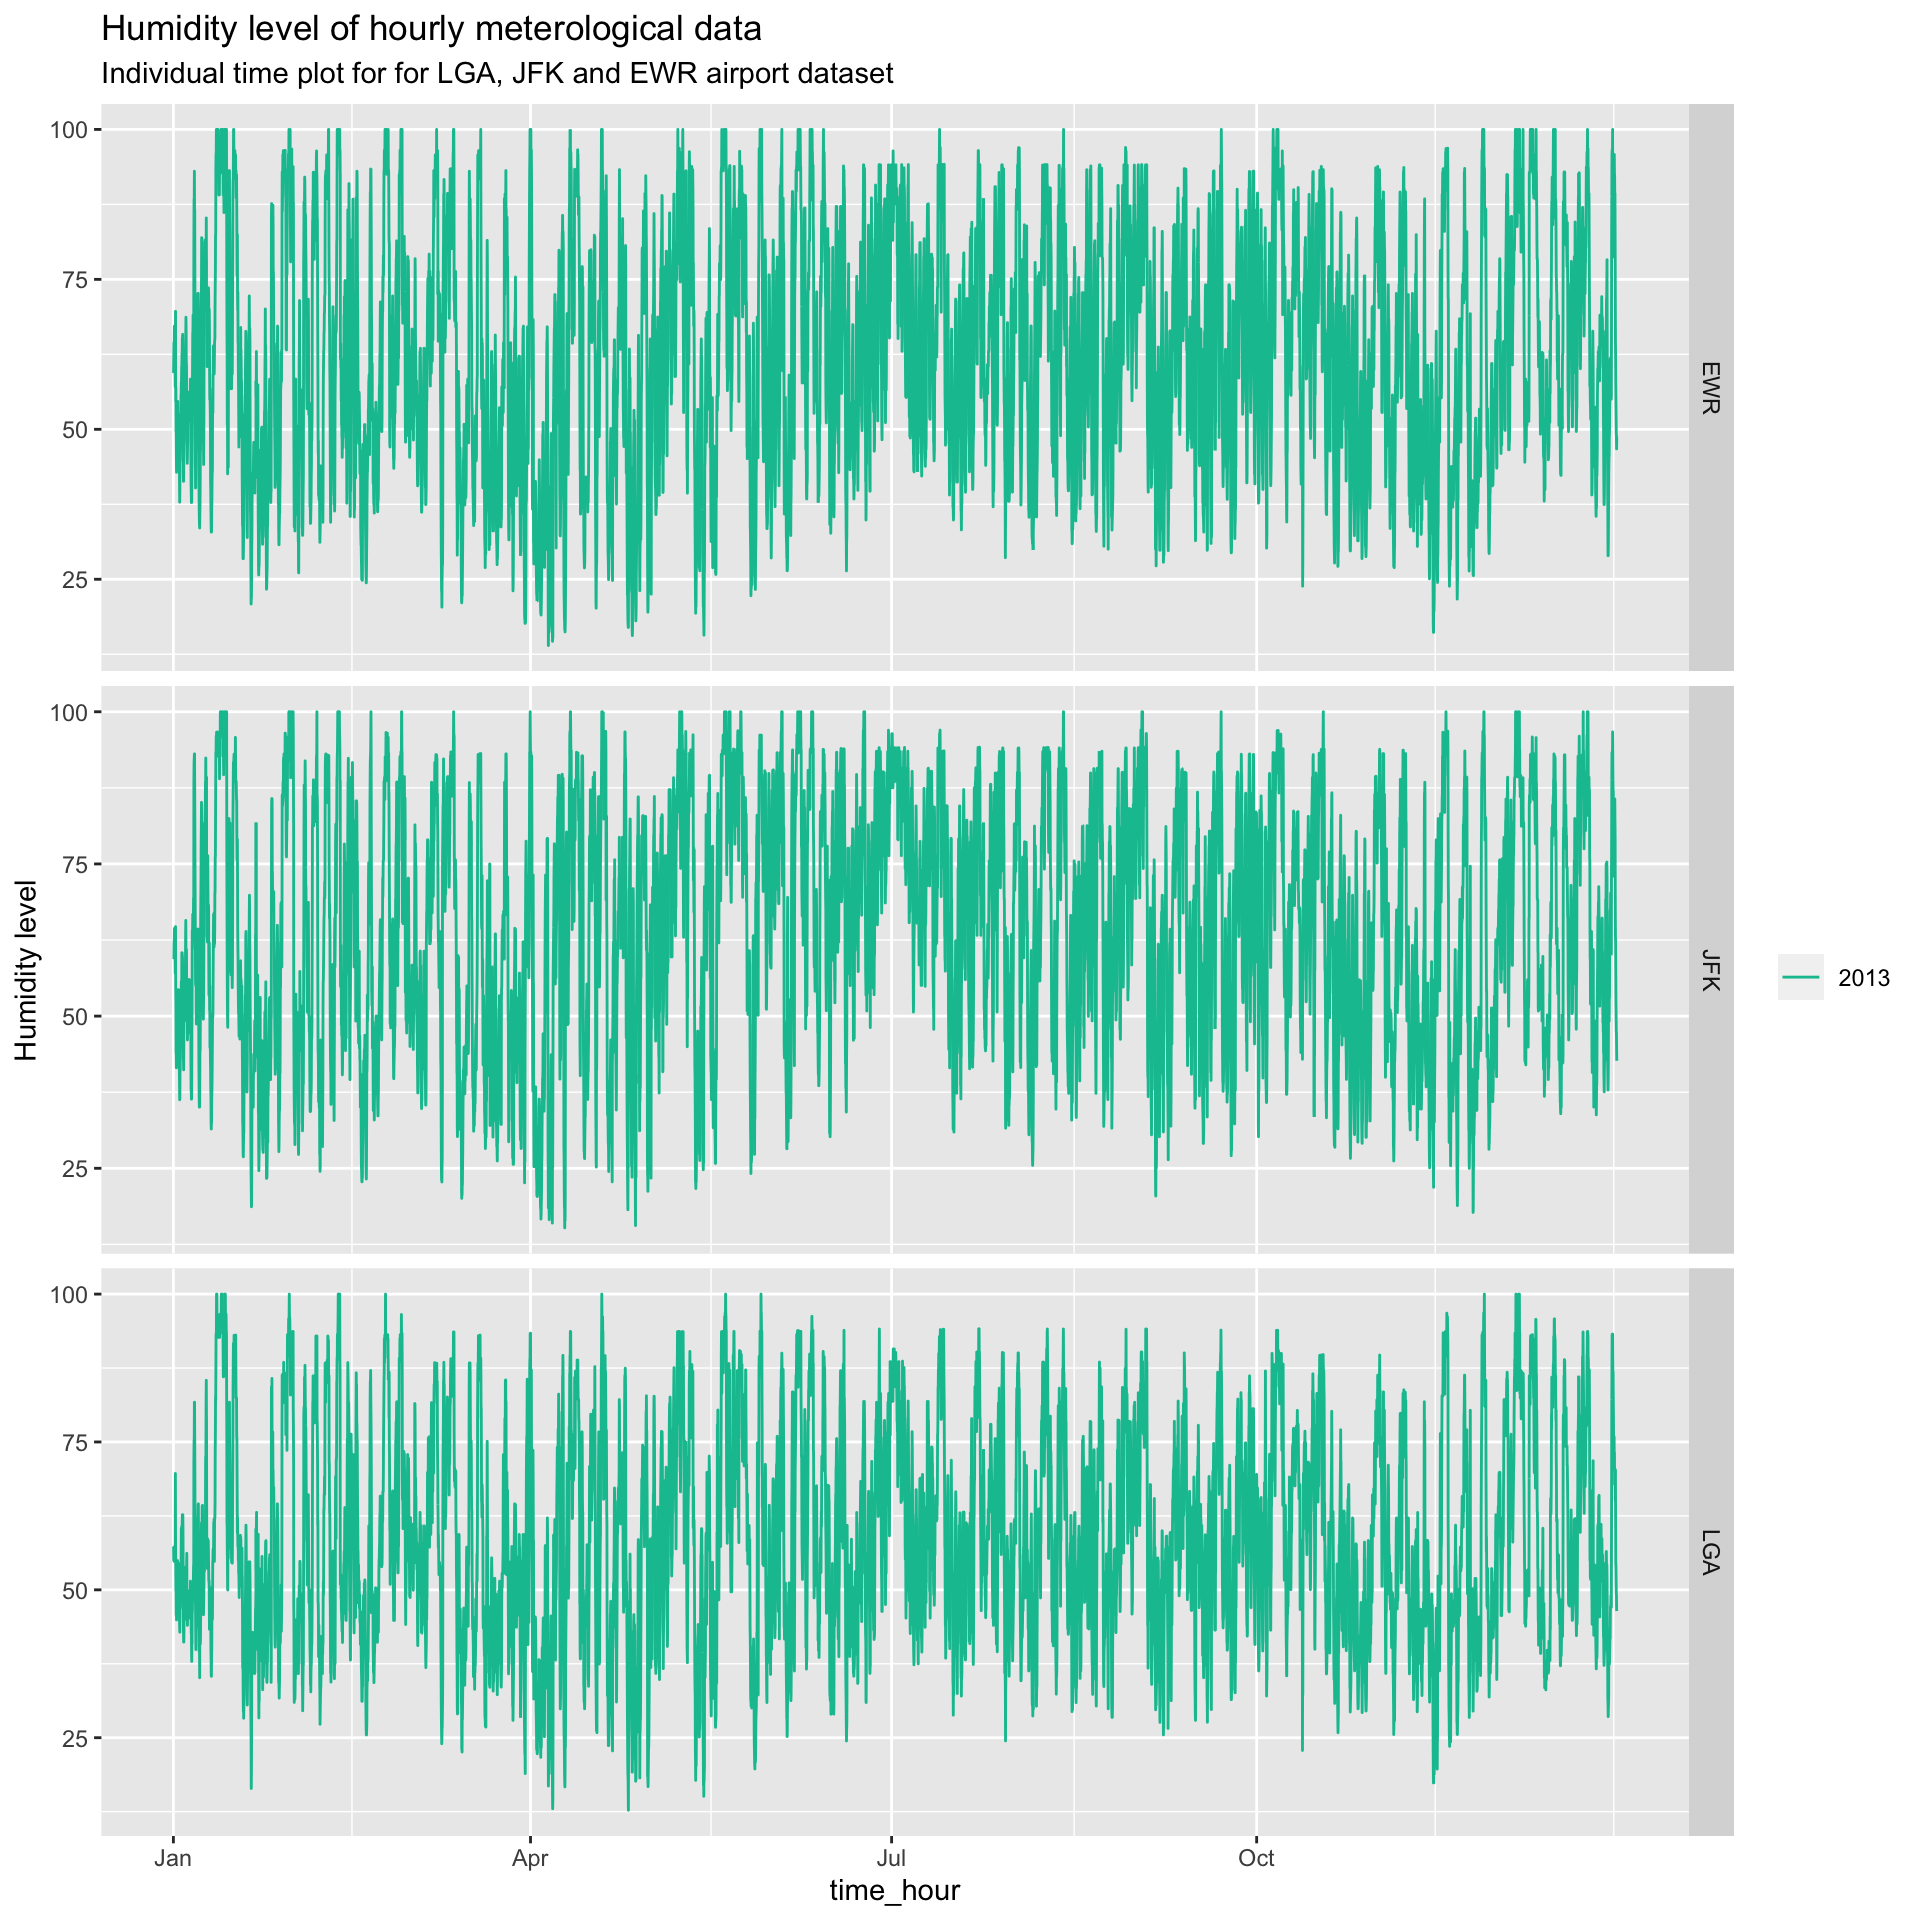 Humidity level of hourly meterological data
Individual time plot for for LGA, JFK and EWR airport dataset
100
75
50
25
EWR
100
75
50
25
JFK
100
75
50
25
LGA
Humidity level
2013
Jan Apr Jul Oct
time_hour